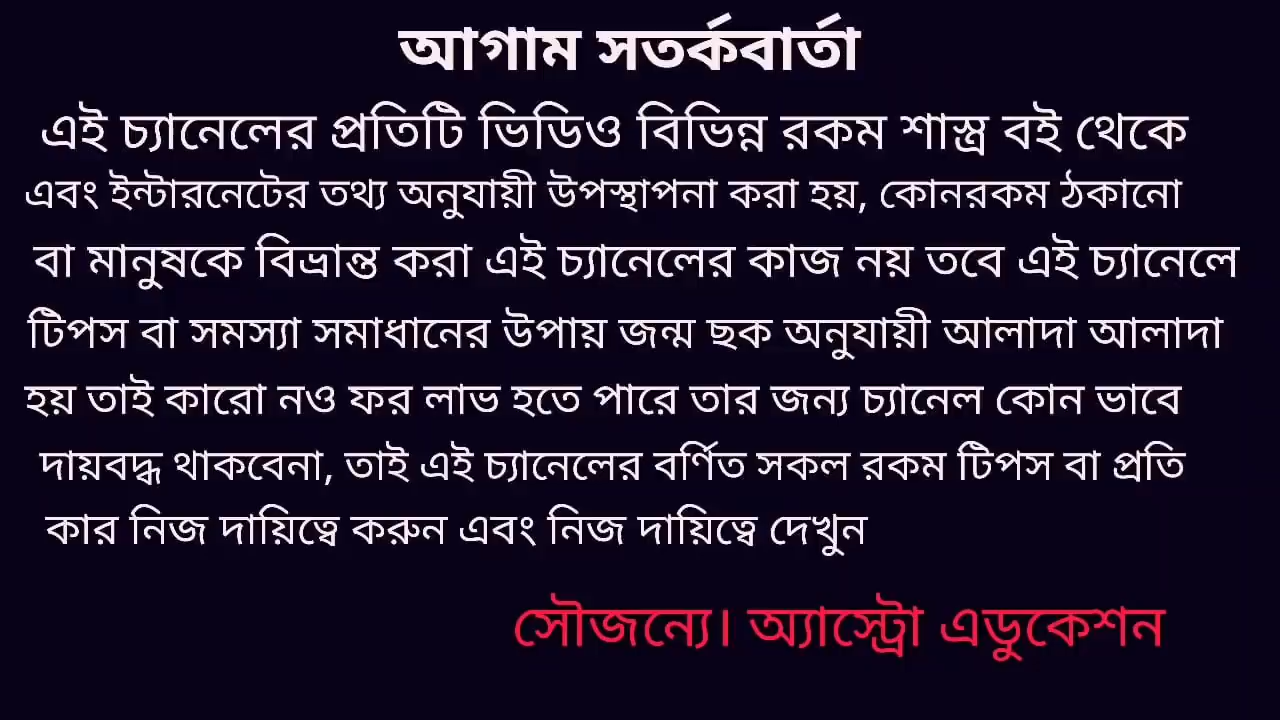 আগাম সতর্কবার্তা
এই চ্যানেলের প্রতিটি ভিডিও বিভিন্ন রকম শাস্ত্র বই থেকে
এবং ইন্টারনেটের তথ্য অনুযায়ী উপস্থাপনা করা হয়, কোনরকম ঠকানো
বা মানুষকে বিভ্রান্ত করা এই চ্যানেলের কাজ নয় তবে এই চ্যানেলে
টিপস বা সমস্যা সমাধানের উপায় জন্ম ছক অনুযায়ী আলাদা আলাদা
হয় তাই কারো নও ফর লাভ হতে পারে তার জন্য চ্যানেল কোন ভাবে
দায়বদ্ধ থাকবেনা, তাই এই চ্যানেলের বর্ণিত সকল রকম টিপস বা প্রতি
কার নিজ দায়িত্বে করুন এবং নিজ দায়িত্বে দেখুন
সৌজন্যে। অ্যাস্ট্রো এডুকেশন